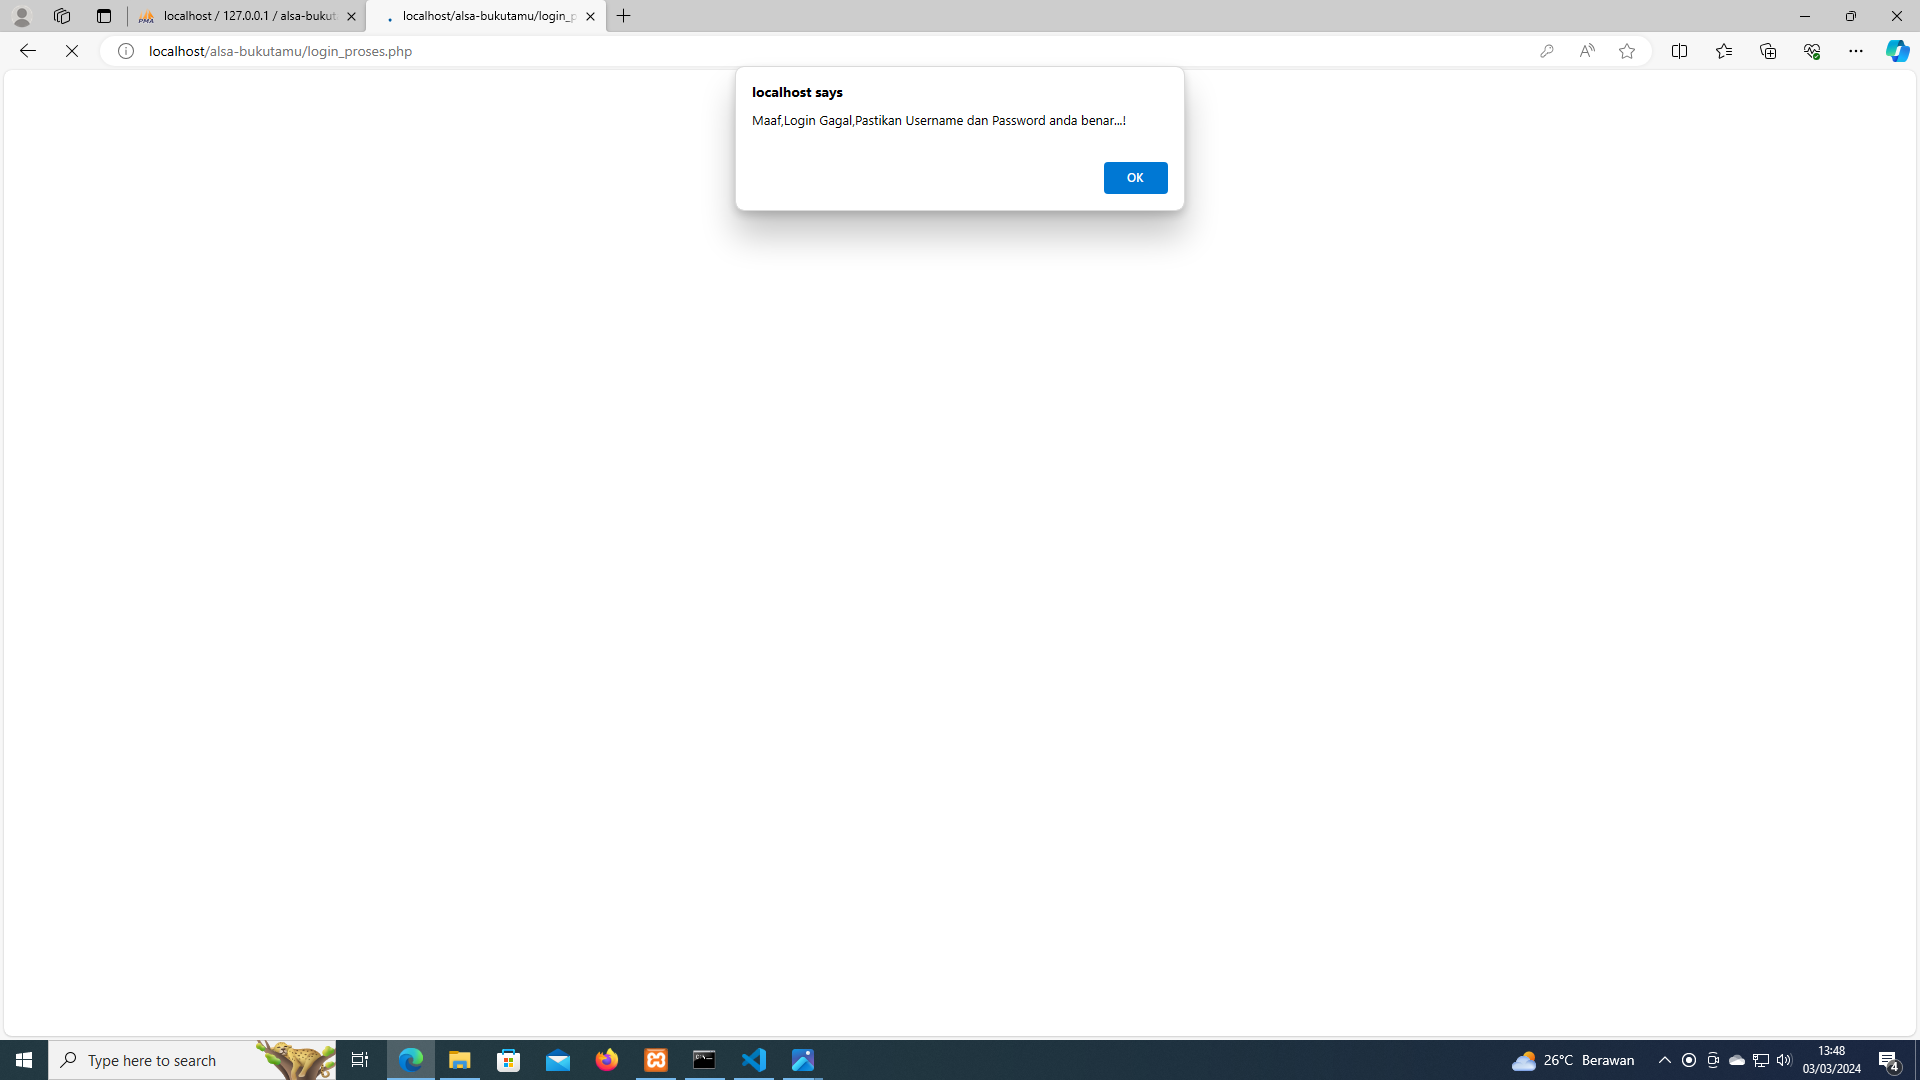 localhost / 127.0.0.1 / alsa-bukut
localhost/alsa-bukutamu/login_p
localhost/alsa-bukutamu/login_proses.php
localhost says
Maaf,Login Gagal,Pastikan Username dan Password anda benar...!
OK
Type here to search
26°C Berawan
13:48
03/03/2024
4